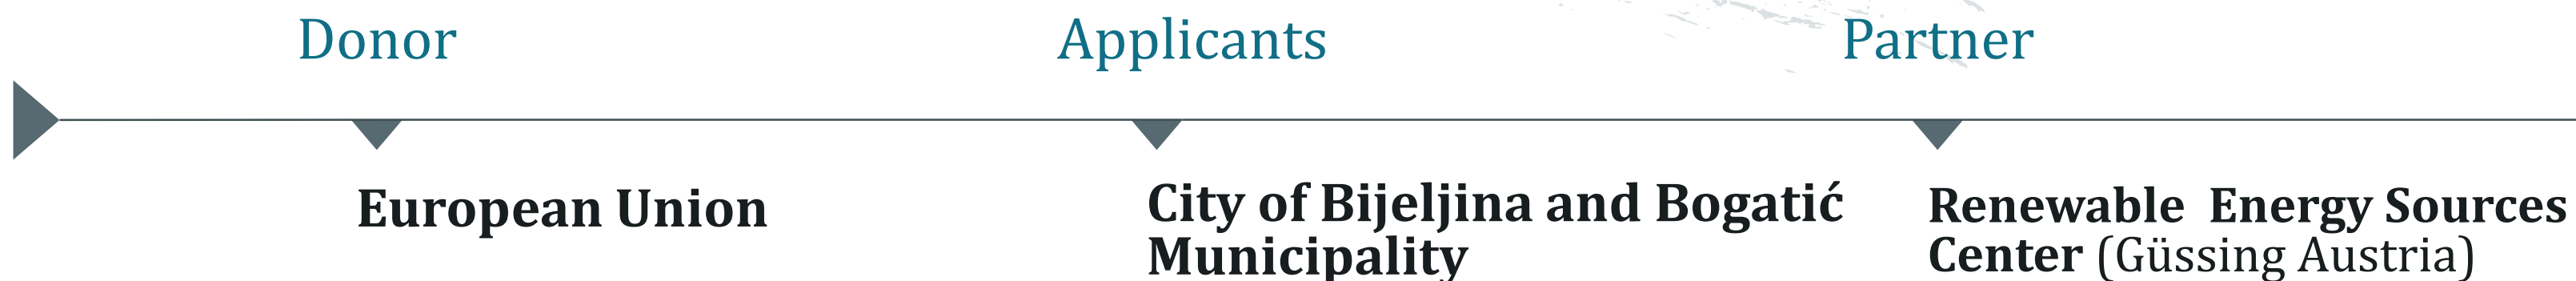 Donor
Applicants
Partner
European Union
City of Bijeljina and Bogatić
Municipality
Renewable Energy Sources
Center (Güssing Austria)